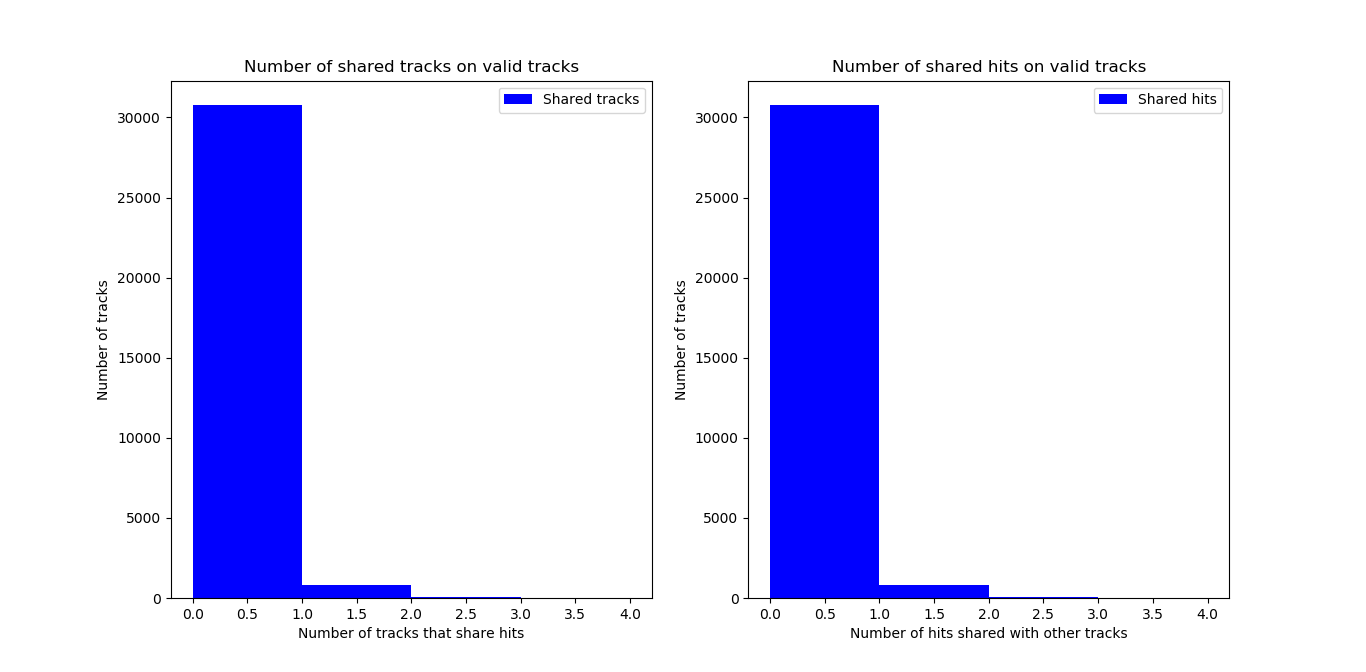 Number of shared tracks on valid tracks
Shared tracks
30000
25000
20000
15000
10000
5000
0
Number of tracks
0.0 0.5 1.0 1.5 2.0 2.5 3.0 3.5 4.0
Number of tracks that share hits
Number of shared hits on valid tracks
Shared hits
30000
25000
20000
15000
10000
5000
0
Number of tracks
0.0 0.5 1.0 1.5 2.0 2.5 3.0 3.5 4.0
Number of hits shared with other tracks